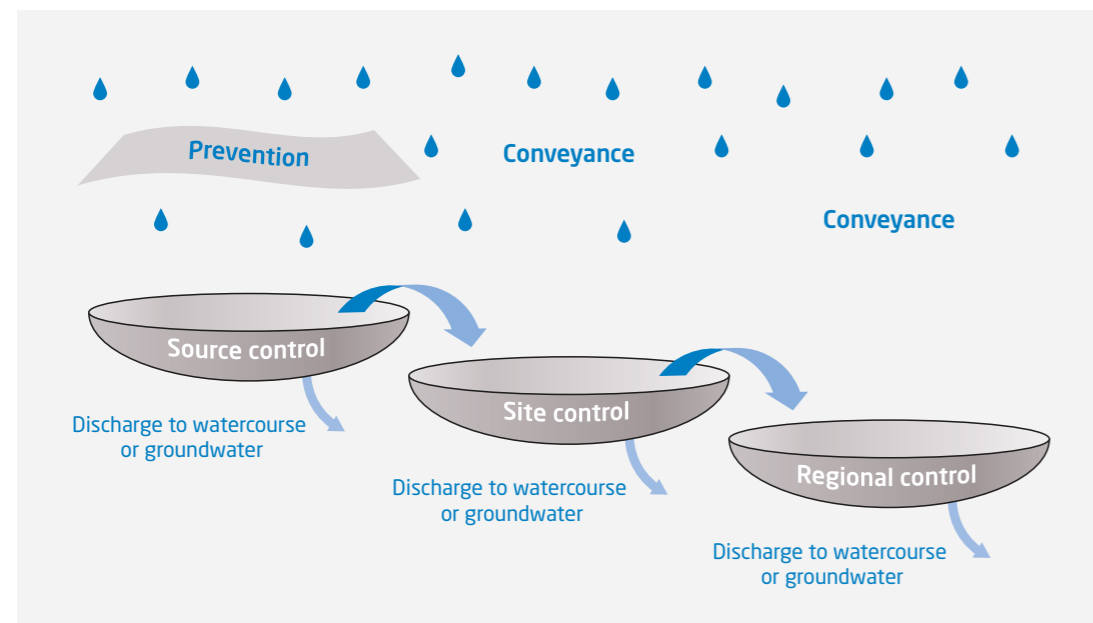 Prevention
Conveyance
Conveyance
Source control
Discharge to watercourse
or groundwater
Site control
Discharge to watercourse
or groundwater
Regional control
Discharge to watercourse
or groundwater